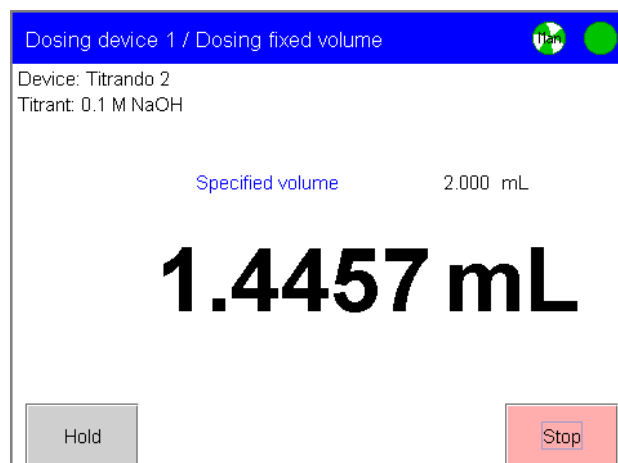 Dosing device 1 / Dosing fixed volume Man
Device: Titrando 2
Titrant: 0.1 M NaOH
Specified volume 2.000 mL
1.4457 mL
Hold Stop